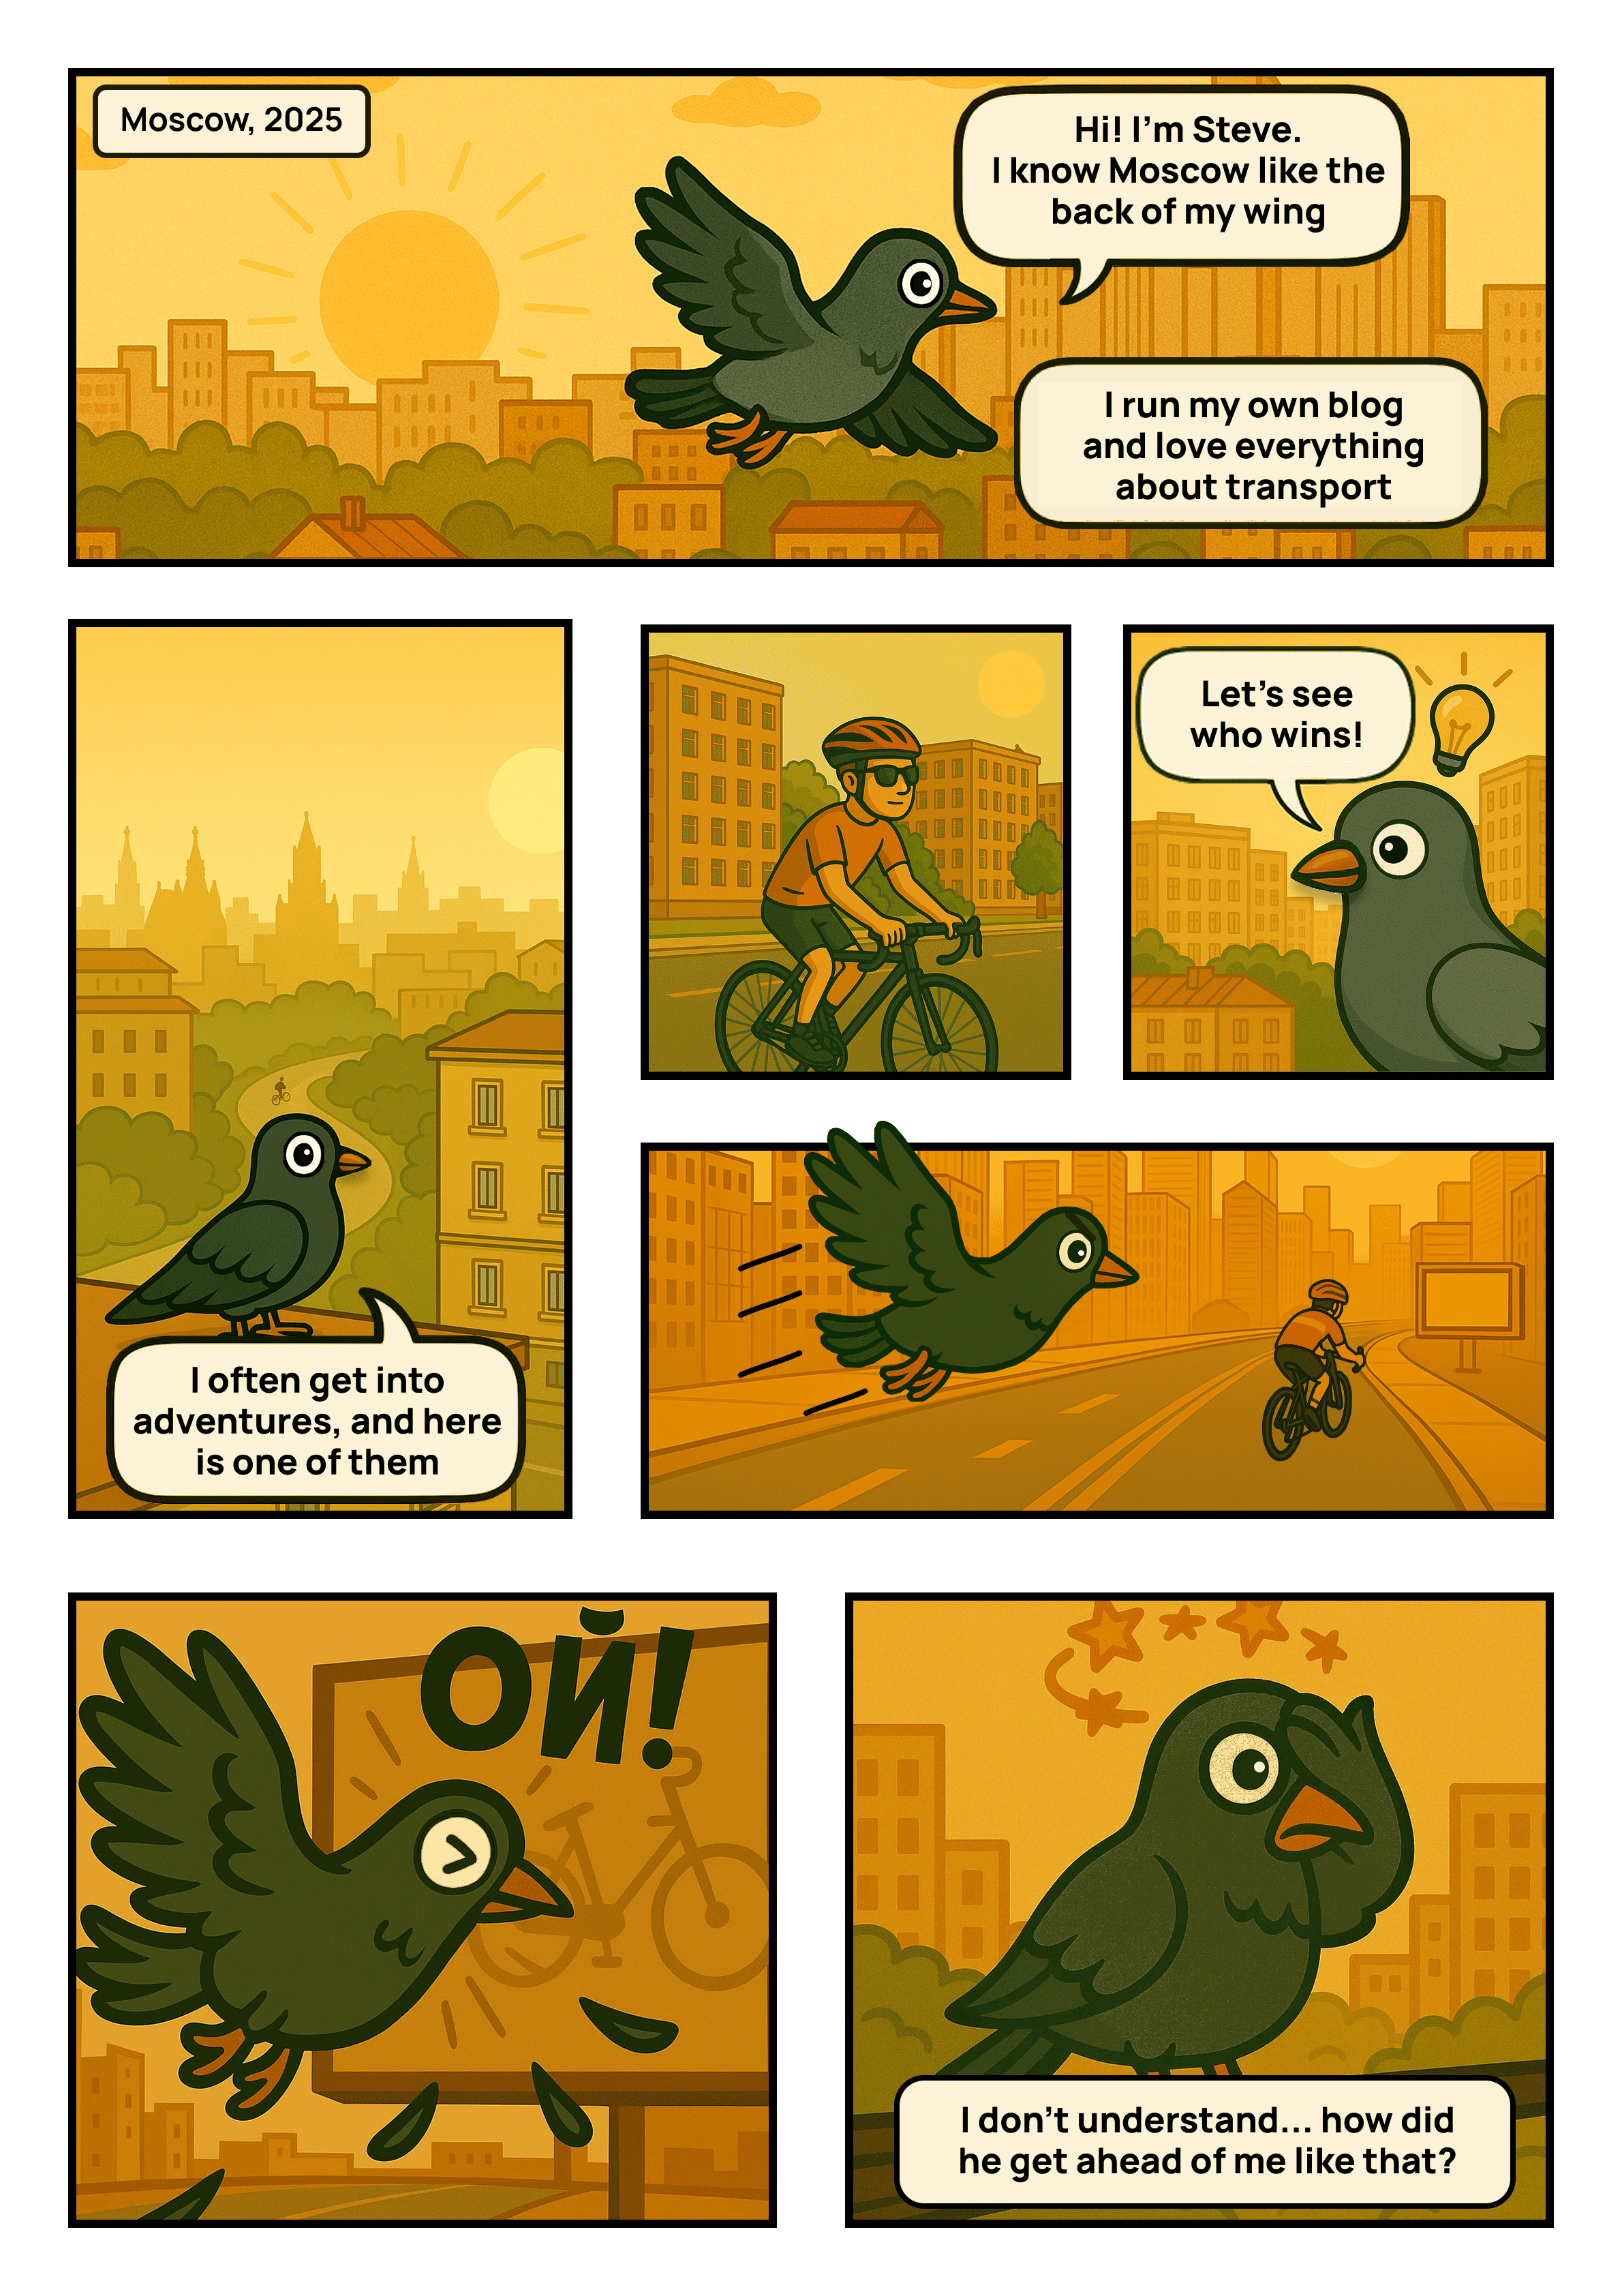 Moscow, 2025
Hi! I'm Steve.
I know Moscow like the
back of my wing
I run my own blog
and love everything
about transport
I often get into
adventures, and here
is one of them
Let's see
who wins!
ОЙ!
I don't understand... how did
he get ahead of me like that?